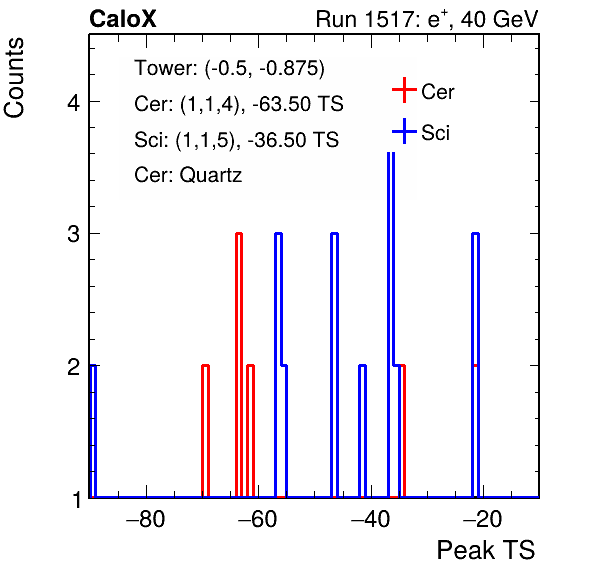 CaloX Run 1517: e⁺, 40 GeV
Counts
Tower: (-0.5, -0.875)
Cer: (1,1,4), -63.50 TS
Sci: (1,1,5), -36.50 TS
Cer: Quartz
Cer
Sci
4
3
2
1
−80 −60 −40 −20
Peak TS